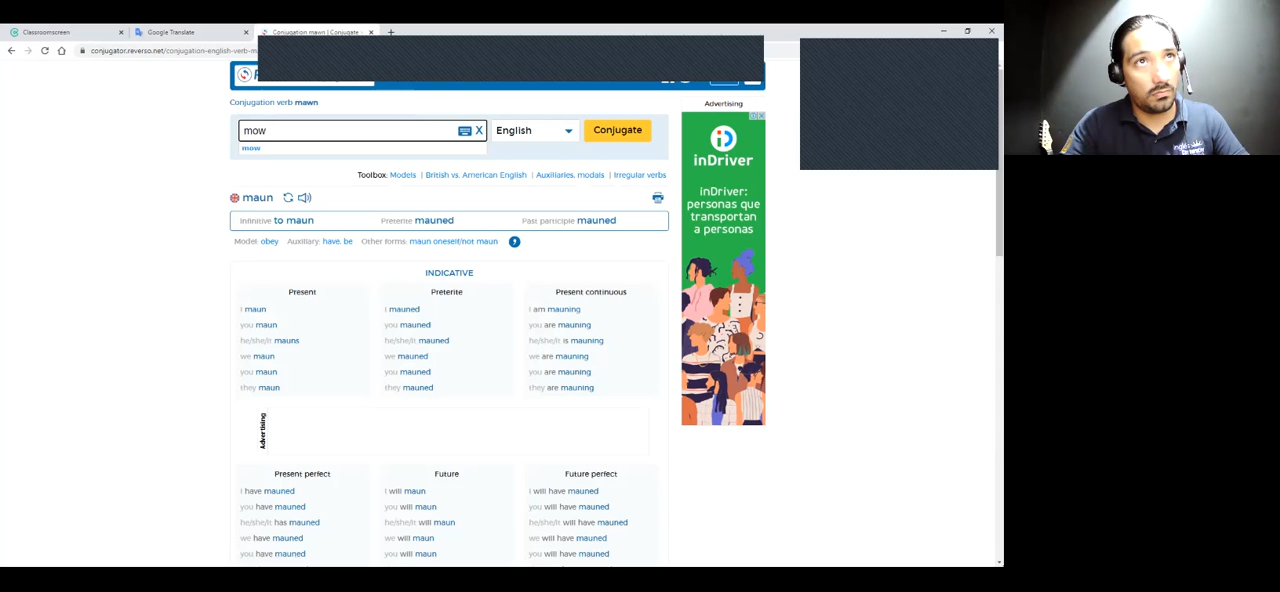 Classroomscreen
Google Translate
Conjugation mawn | Conjugate
conjugator.reverso.net/conjugation-english-verb-m
Conjugation verb mawn
mow
X
English
Conjugate
mow
Advertising
inDriver
inDriver:
personas que
transportan
a personas
Toolbox: Models | British vs. American English | Auxiliaries, modals | Irregular verbs
maun
Infinitive to maun Preterite mauned Past participle mauned
Model: obey Auxiliary: have, be Other forms: maun oneself/not maun
INDICATIVE
Present
I maun
you maun
he/she/it mauns
we maun
you maun
they maun
Preterite
I mauned
you mauned
he/she/it mauned
we mauned
you mauned
they mauned
Present continuous
I am mauning
you are mauning
he/she/it is mauning
we are mauning
you are mauning
they are mauning
Advertising
Present perfect
I have mauned
you have mauned
he/she/it has mauned
we have mauned
you have mauned
Future
I will maun
you will maun
he/she/it will maun
we will maun
you will maun
Future perfect
I will have mauned
you will have mauned
he/she/it will have mauned
we will have mauned
you will have mauned